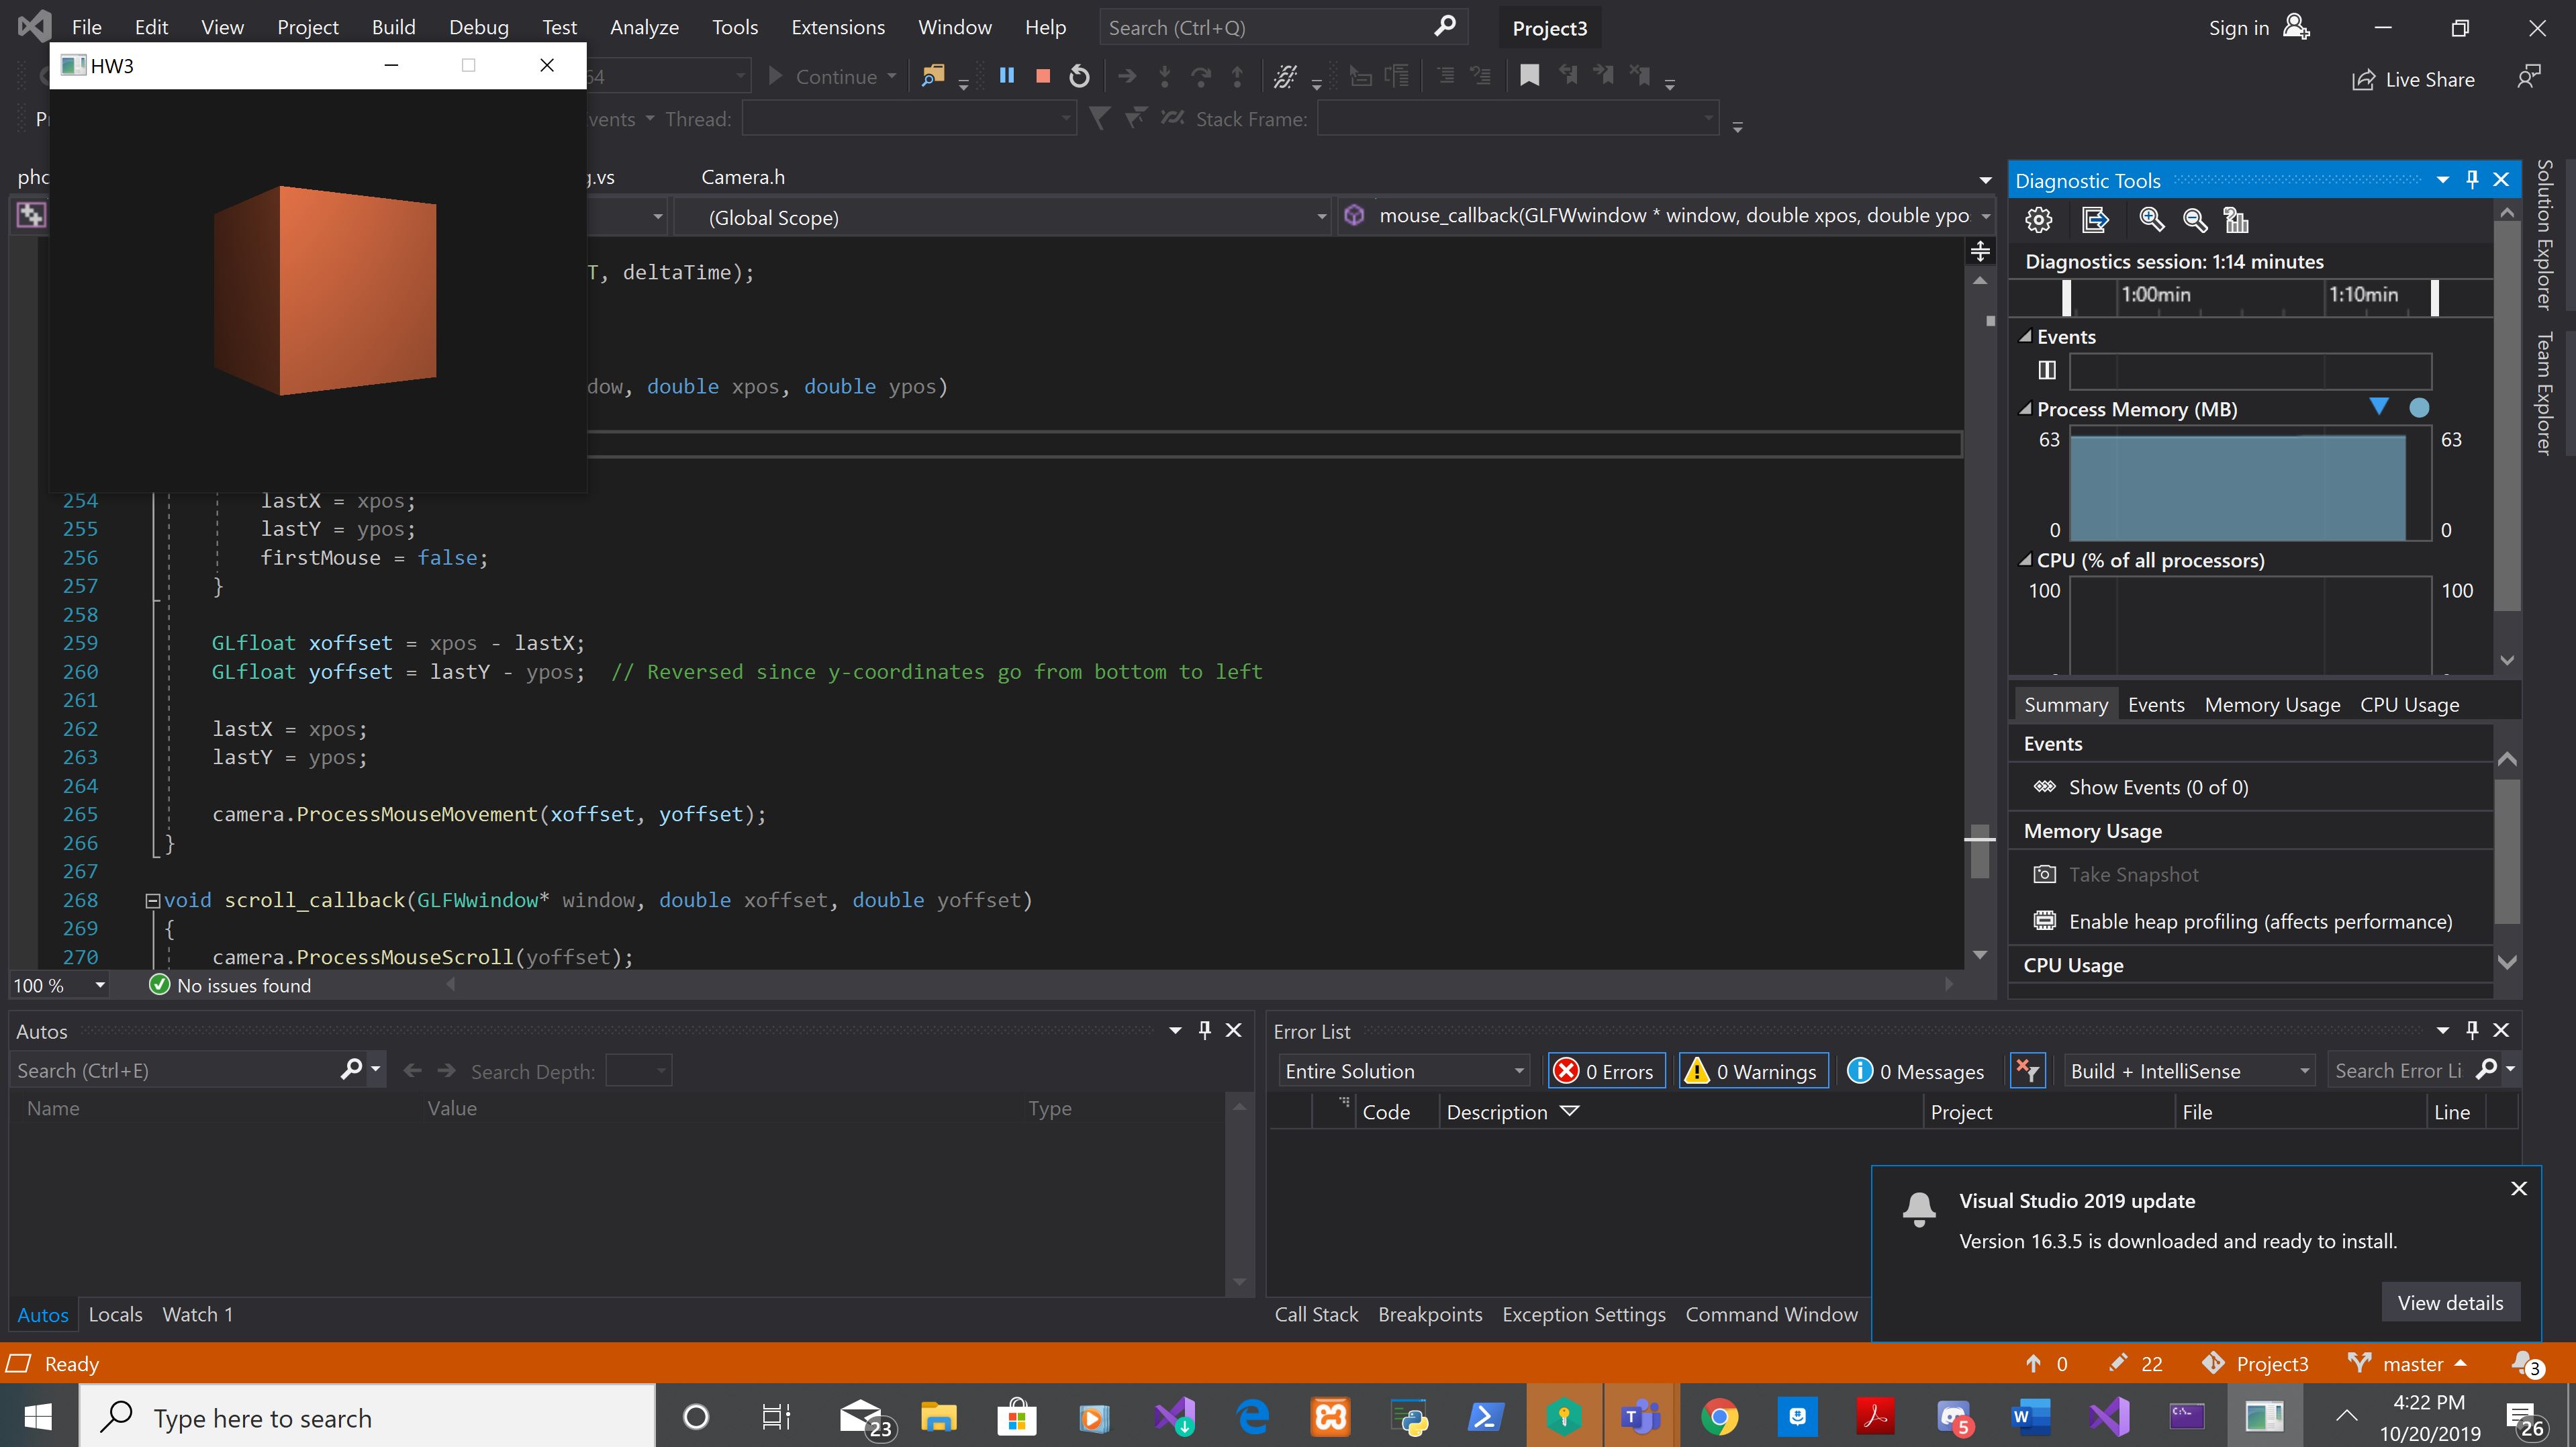 File Edit View Project Build Debug Test Analyze Tools Extensions Window Help Search (Ctrl+Q) Project3 Sign in
HW3
64 Continue Live Share
Thread: Stack Frame:
Camera.h
(Global Scope) mouse_callback(GLFWwindow * window, double xpos, double ypo
T, deltaTime);
dow, double xpos, double ypos)
254 lastX = xpos;
255 lastY = ypos;
256 firstMouse = false;
257 }
258
259 GLfloat xoffset = xpos - lastX;
260 GLfloat yoffset = lastY - ypos; // Reversed since y-coordinates go from bottom to left
261
262 lastX = xpos;
263 lastY = ypos;
264
265 camera.ProcessMouseMovement(xoffset, yoffset);
266 }
267
268 void scroll_callback(GLFWwindow* window, double xoffset, double yoffset)
269 {
270 camera.ProcessMouseScroll(yoffset);
100 % No issues found
Diagnostic Tools
Diagnostics session: 1:14 minutes
1:00min 1:10min
Events
Process Memory (MB)
63 63
0 0
CPU (% of all processors)
100 100
Summary Events Memory Usage CPU Usage
Events
Show Events (0 of 0)
Memory Usage
Take Snapshot
Enable heap profiling (affects performance)
CPU Usage
Solution Explorer
Team Explorer
Autos
Search (Ctrl+E) Search Depth:
Name Value Type
Autos Locals Watch 1
Error List
Entire Solution 0 Errors 0 Warnings 0 Messages Build + IntelliSense Search Error Li
Code Description Project File Line
Call Stack Breakpoints Exception Settings Command Window
Visual Studio 2019 update
Version 16.3.5 is downloaded and ready to install.
View details
Ready 0 22 Project3 master 3
Type here to search 23 5 4:22 PM
10/20/2019 26